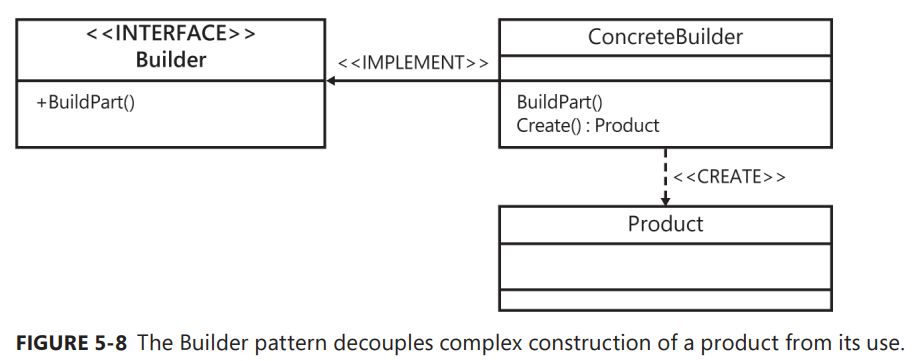 <<INTERFACE>>
Builder
+BuildPart()
<<IMPLEMENT>>
ConcreteBuilder
BuildPart()
Create() : Product
<<CREATE>>
Product
FIGURE 5-8 The Builder pattern decouples complex construction of a product from its use.